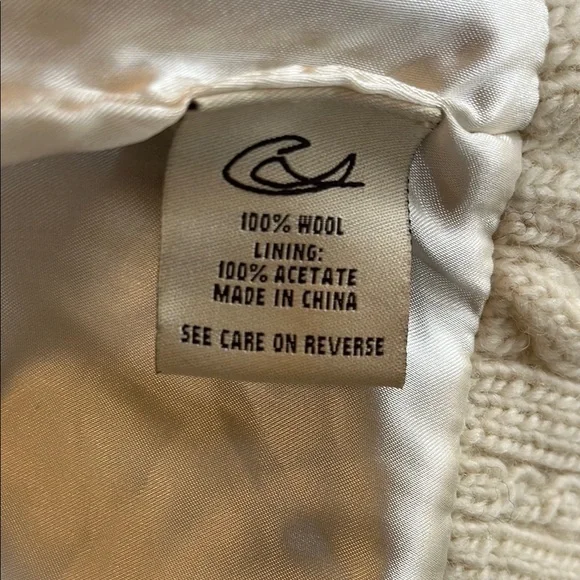 100% WOOL
LINING:
100% ACETATE
MADE IN CHINA
SEE CARE ON REVERSE